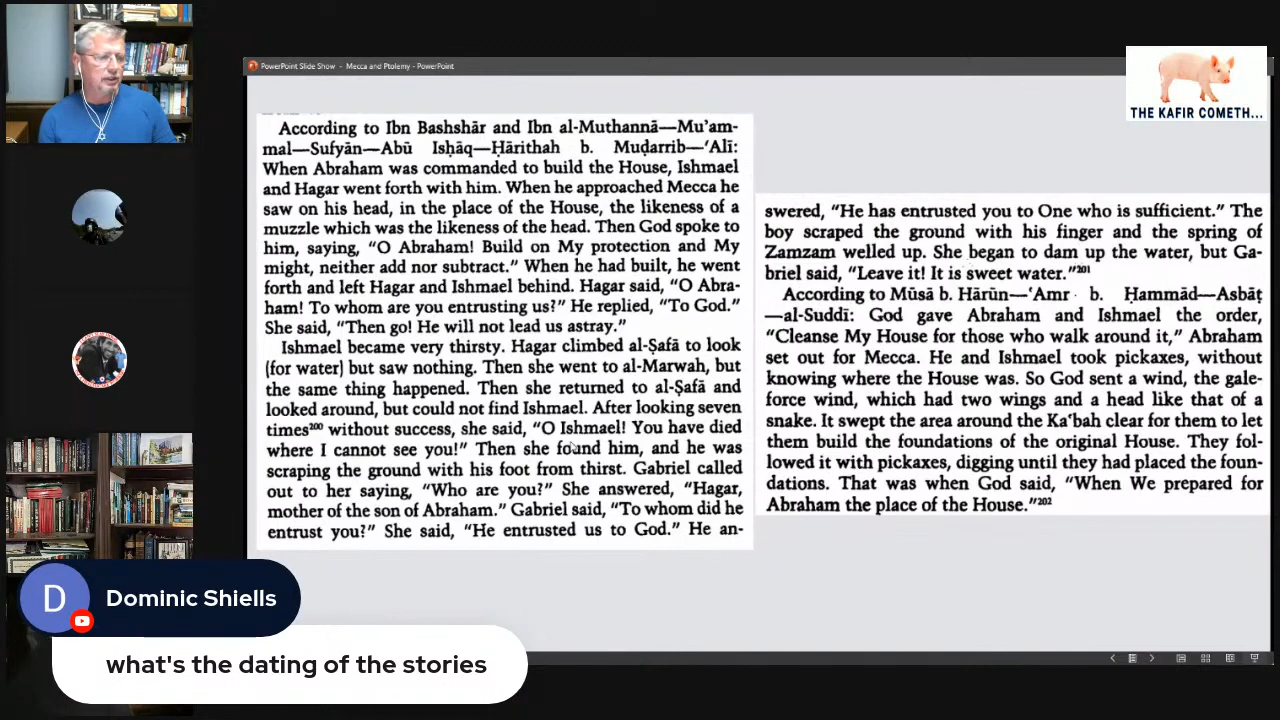 PowerPoint Slide Show - Mecca and Ptolemy - PowerPoint
THE KAFIR COMETH...
According to Ibn Bashshār and Ibn al-Muthannā—Mu’am-
mal—Sufyān—Abū Isḥāq—Ḥārithah b. Muḍarrib—‘Alī:
When Abraham was commanded to build the House, Ishmael
and Hagar went forth with him. When he approached Mecca he
saw on his head, in the place of the House, the likeness of a
muzzle which was the likeness of the head. Then God spoke to
him, saying, “O Abraham! Build on My protection and My
might, neither add nor subtract.” When he had built, he went
forth and left Hagar and Ishmael behind. Hagar said, “O Abra-
ham! To whom are you entrusting us?” He replied, “To God.”
She said, “Then go! He will not lead us astray.”
Ishmael became very thirsty. Hagar climbed al-Ṣafā to look
(for water) but saw nothing. Then she went to al-Marwah, but
the same thing happened. Then she returned to al-Ṣafā and
looked around, but could not find Ishmael. After looking seven
times²⁰⁰ without success, she said, “O Ishmael! You have died
where I cannot see you!” Then she found him, and he was
scraping the ground with his foot from thirst. Gabriel called
out to her saying, “Who are you?” She answered, “Hagar,
mother of the son of Abraham.” Gabriel said, “To whom did he
entrust you?” She said, “He entrusted us to God.” He an-
swered, “He has entrusted you to One who is sufficient.” The
boy scraped the ground with his finger and the spring of
Zamzam welled up. She began to dam up the water, but Ga-
briel said, “Leave it! It is sweet water.”²⁰¹
According to Mūsā b. Hārūn—‘Amr b. Ḥammād—Asbāṭ
—al-Suddī: God gave Abraham and Ishmael the order,
“Cleanse My House for those who walk around it,” Abraham
set out for Mecca. He and Ishmael took pickaxes, without
knowing where the House was. So God sent a wind, the gale-
force wind, which had two wings and a head like that of a
snake. It swept the area around the Ka‘bah clear for them to let
them build the foundations of the original House. They fol-
lowed it with pickaxes, digging until they had placed the foun-
dations. That was when God said, “When We prepared for
Abraham the place of the House.”²⁰²
D
Dominic Shiells
what's the dating of the stories